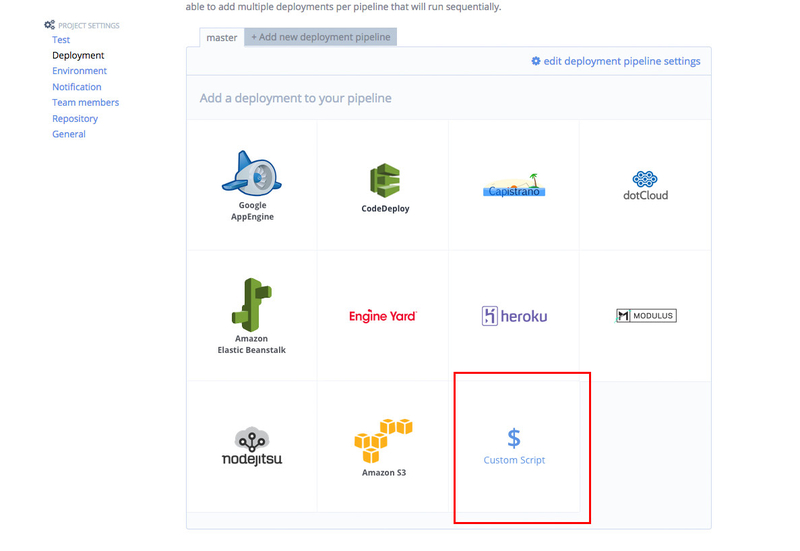 able to add multiple deployments per pipeline that will run sequentially.
PROJECT SETTINGS
Test
Deployment
Environment
Notification
Team members
Repository
General
master
+ Add new deployment pipeline
edit deployment pipeline settings
Add a deployment to your pipeline
Google
AppEngine
CodeDeploy
Capistrano
dotCloud
Amazon
Elastic Beanstalk
Engine Yard
heroku
MODULUS
nodejitsu
Amazon S3
$
Custom Script